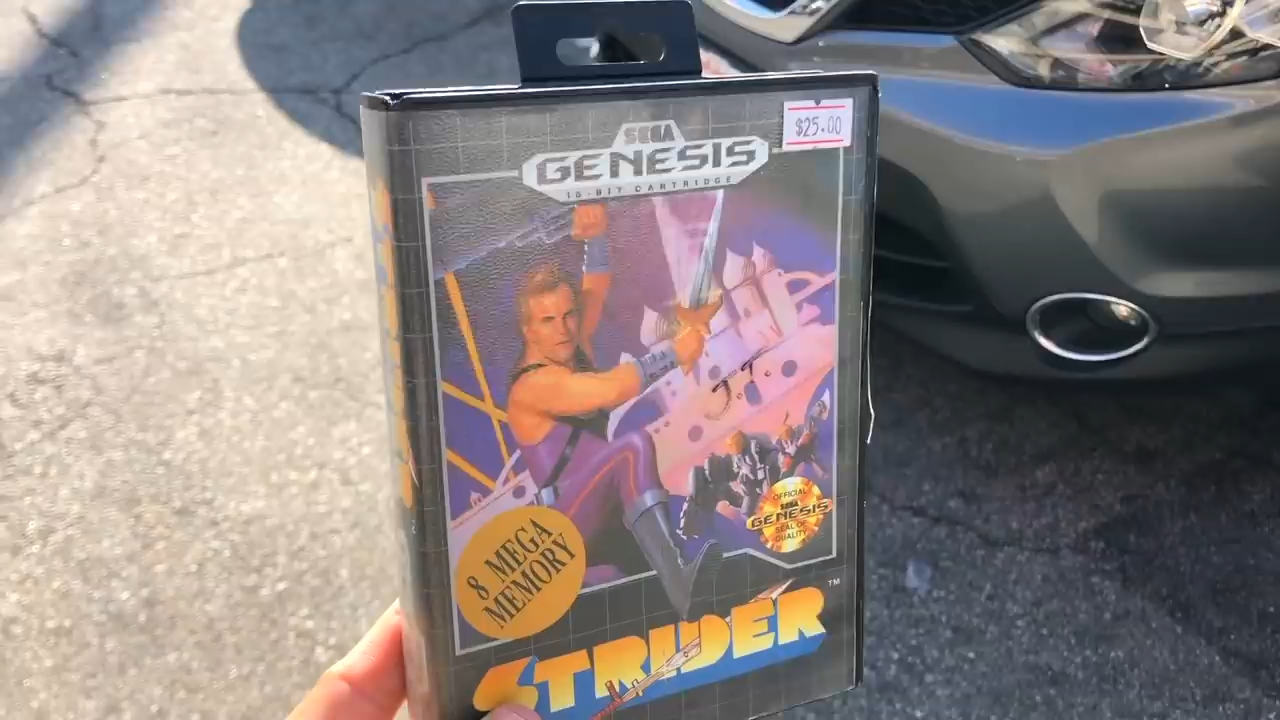 $25.00
SEGA
GENESIS
16-BIT CARTRIDGE
OFFICIAL
SEGA
GENESIS
SEAL OF
QUALITY
8 MEGA
MEMORY
STRIDER
TM